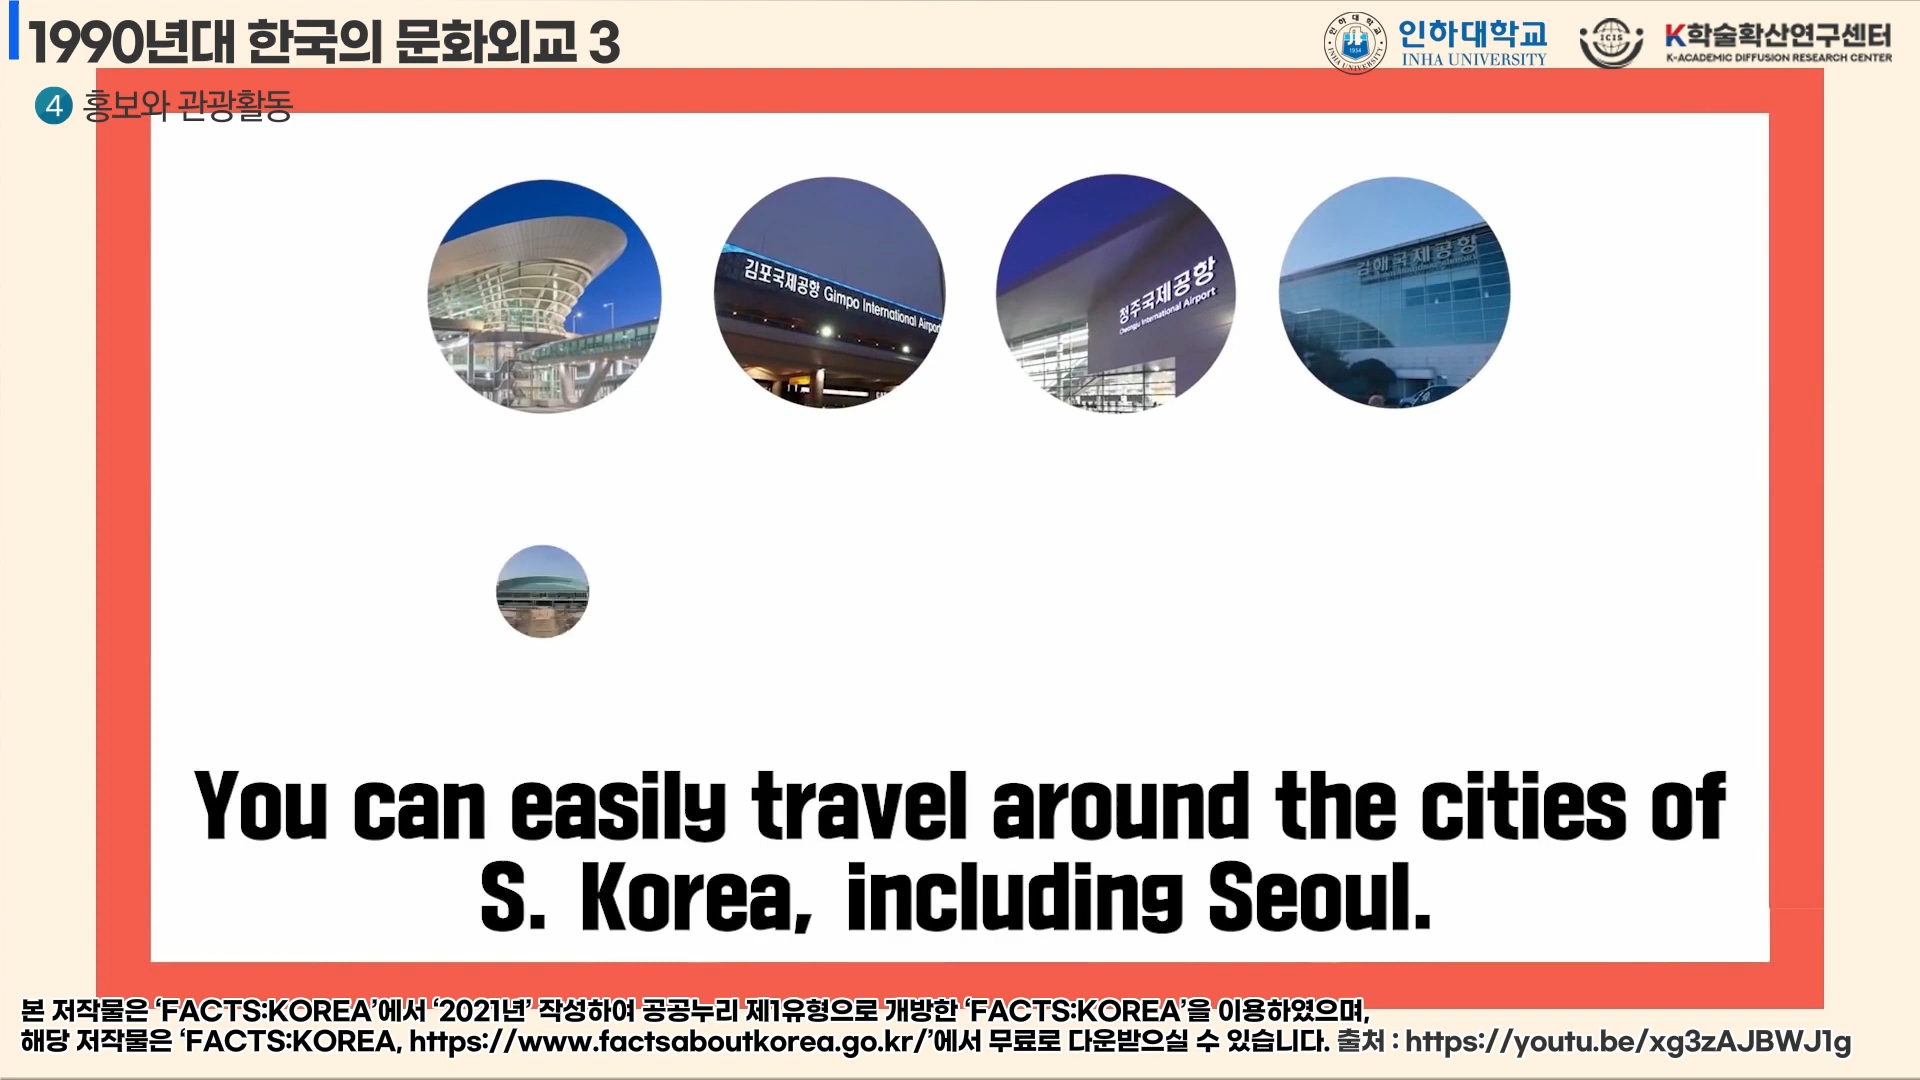 1990년대 한국의 문화외교 3
인하대학교
INHA UNIVERSITY
ICIS
K학술확산연구센터
K-ACADEMIC DIFFUSION RESEARCH CENTER
4 홍보와 관광활동
김포국제공항 Gimpo International Airport
청주국제공항
Cheongju International Airport
김해국제공항
You can easily travel around the cities of
S. Korea, including Seoul.
본 저작물은 ‘FACTS:KOREA’에서 ‘2021년’ 작성하여 공공누리 제1유형으로 개방한 ‘FACTS:KOREA’을 이용하였으며,
해당 저작물은 ‘FACTS:KOREA, https://www.factsaboutkorea.go.kr/’에서 무료로 다운받으실 수 있습니다. 출처 : https://youtu.be/xg3zAJBWJ1g